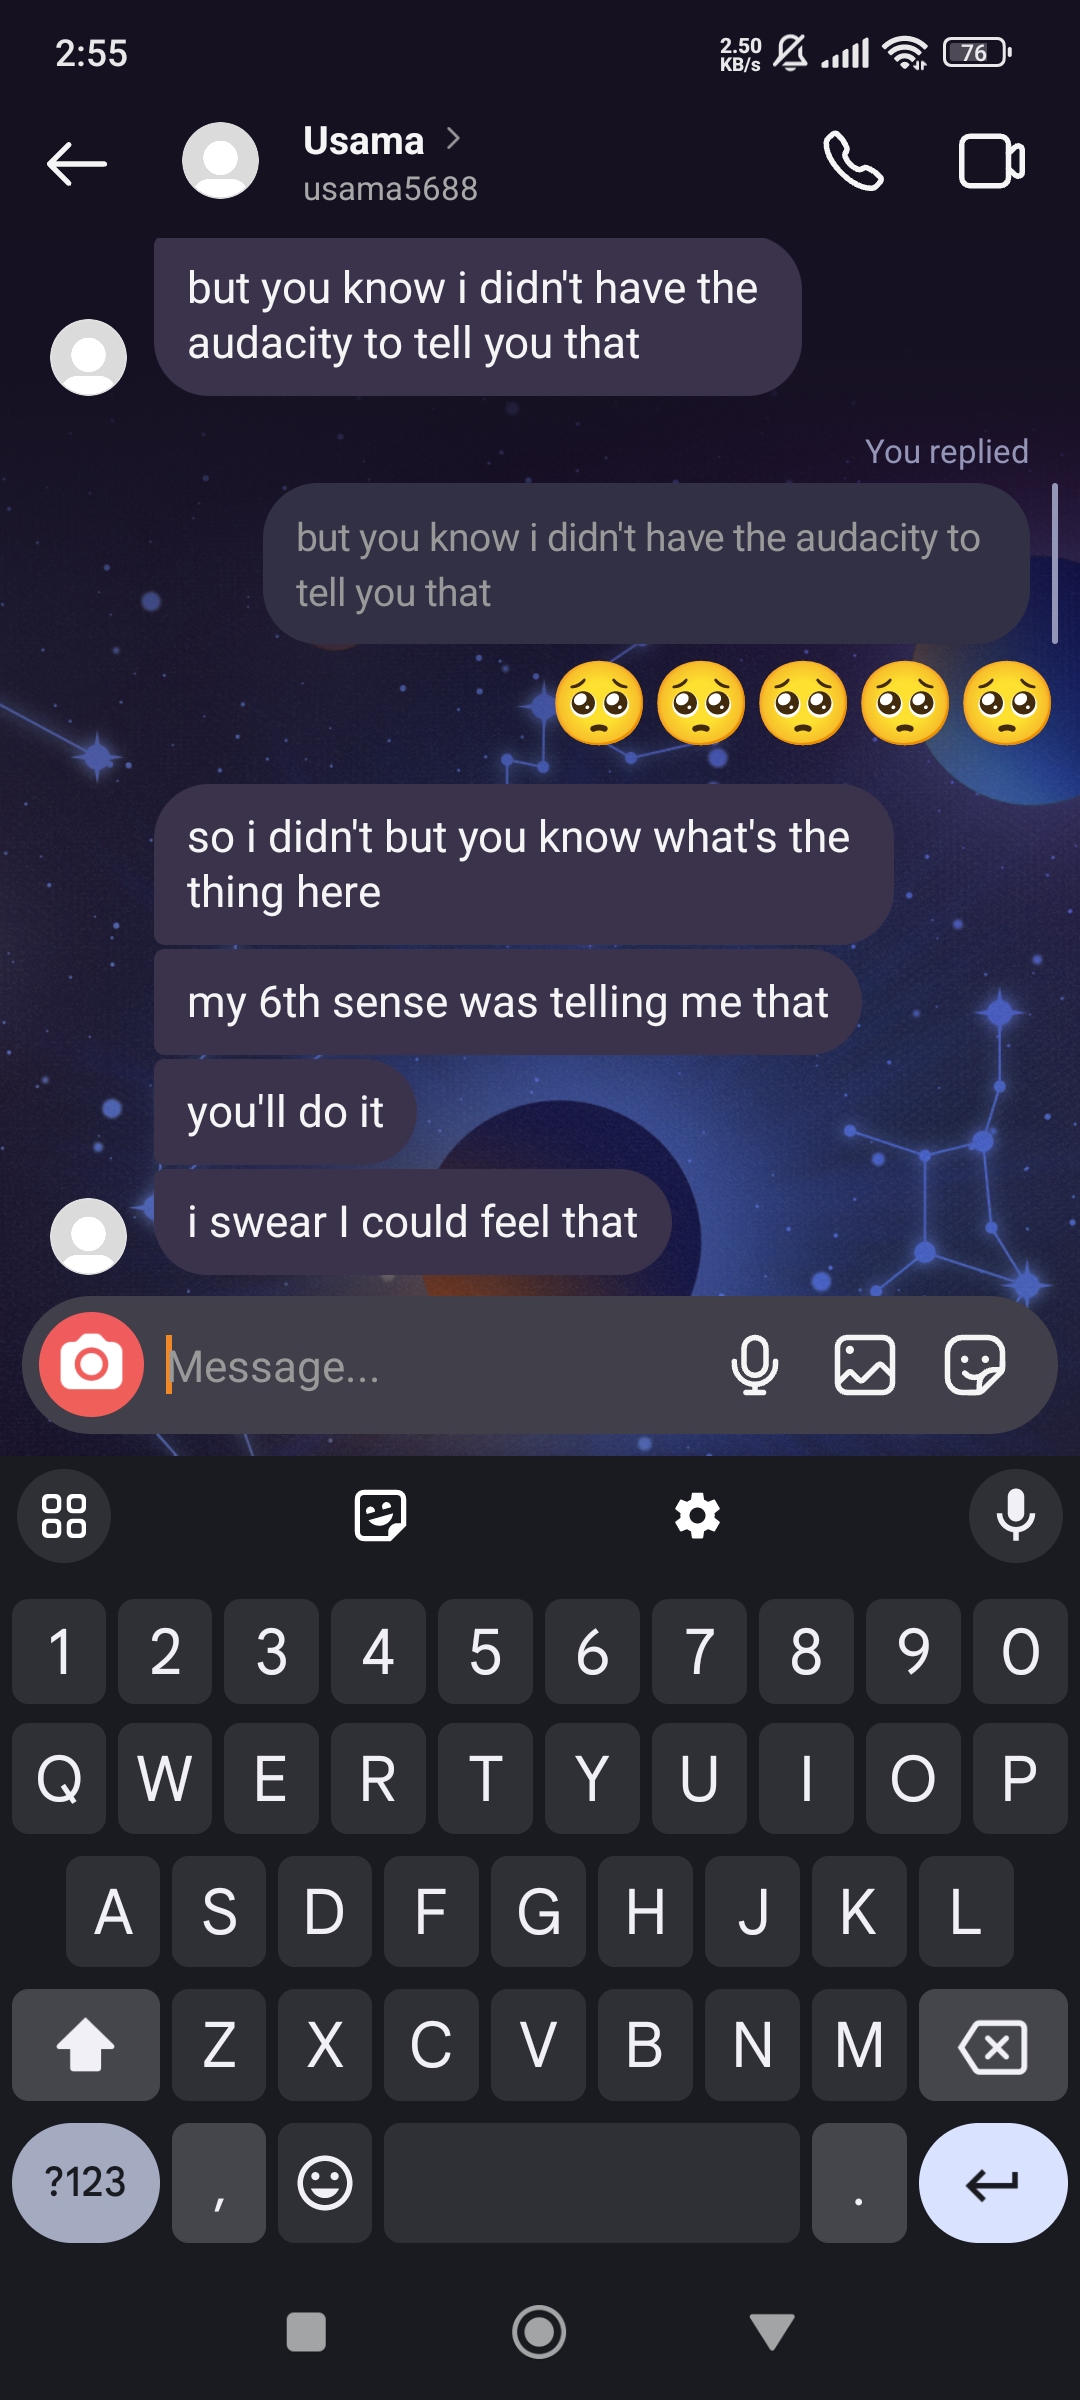 2:55
2.50
KB/s
76
Usama
usama5688
but you know i didn't have the
audacity to tell you that
You replied
but you know i didn't have the audacity to
tell you that
so i didn't but you know what's the
thing here
my 6th sense was telling me that
you'll do it
i swear I could feel that
Message...
1 2 3 4 5 6 7 8 9 0
Q W E R T Y U I O P
A S D F G H J K L
Z X C V B N M
?123 , .